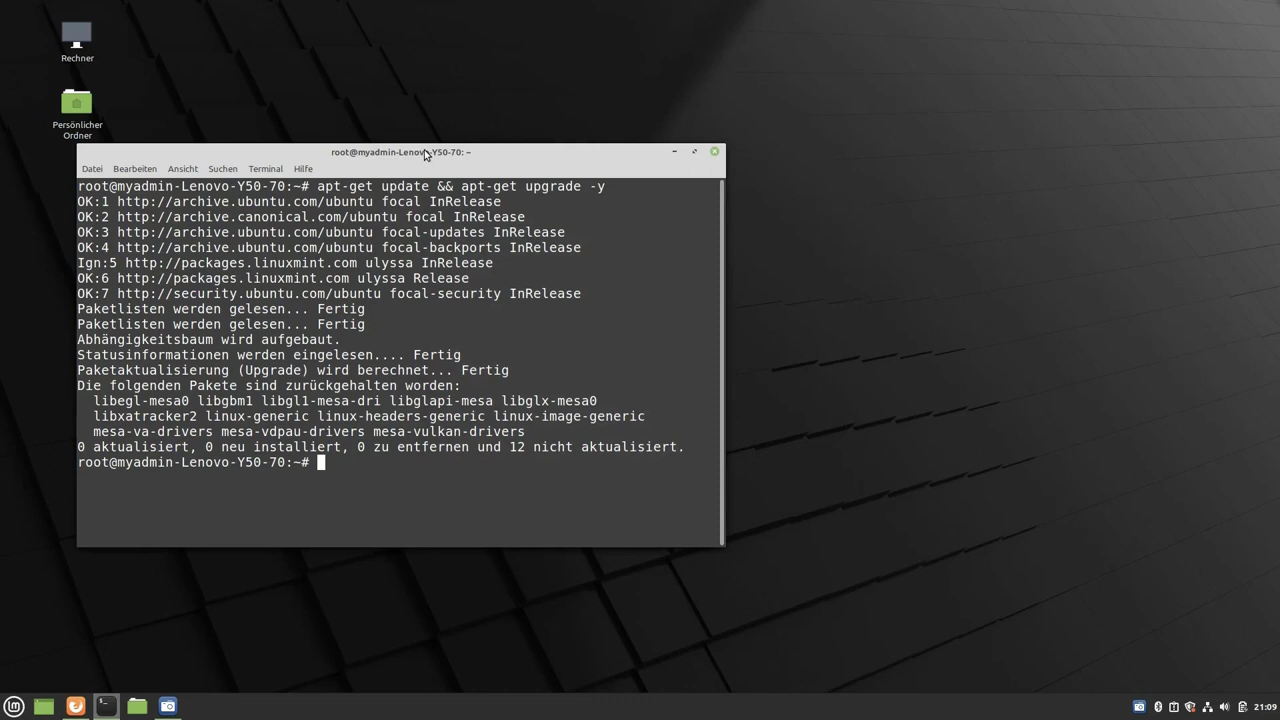 Rechner
Persönlicher
Ordner
root@myadmin-Lenovo-Y50-70: ~
Datei Bearbeiten Ansicht Suchen Terminal Hilfe
root@myadmin-Lenovo-Y50-70:~# apt-get update && apt-get upgrade -y
OK:1 http://archive.ubuntu.com/ubuntu focal InRelease
OK:2 http://archive.canonical.com/ubuntu focal InRelease
OK:3 http://archive.ubuntu.com/ubuntu focal-updates InRelease
OK:4 http://archive.ubuntu.com/ubuntu focal-backports InRelease
Ign:5 http://packages.linuxmint.com ulyssa InRelease
OK:6 http://packages.linuxmint.com ulyssa Release
OK:7 http://security.ubuntu.com/ubuntu focal-security InRelease
Paketlisten werden gelesen... Fertig
Paketlisten werden gelesen... Fertig
Abhängigkeitsbaum wird aufgebaut.
Statusinformationen werden eingelesen.... Fertig
Paketaktualisierung (Upgrade) wird berechnet... Fertig
Die folgenden Pakete sind zurückgehalten worden:
  libegl-mesa0 libgbm1 libgl1-mesa-dri libglapi-mesa libglx-mesa0
  libxatracker2 linux-generic linux-headers-generic linux-image-generic
  mesa-va-drivers mesa-vdpau-drivers mesa-vulkan-drivers
0 aktualisiert, 0 neu installiert, 0 zu entfernen und 12 nicht aktualisiert.
root@myadmin-Lenovo-Y50-70:~#
21:09